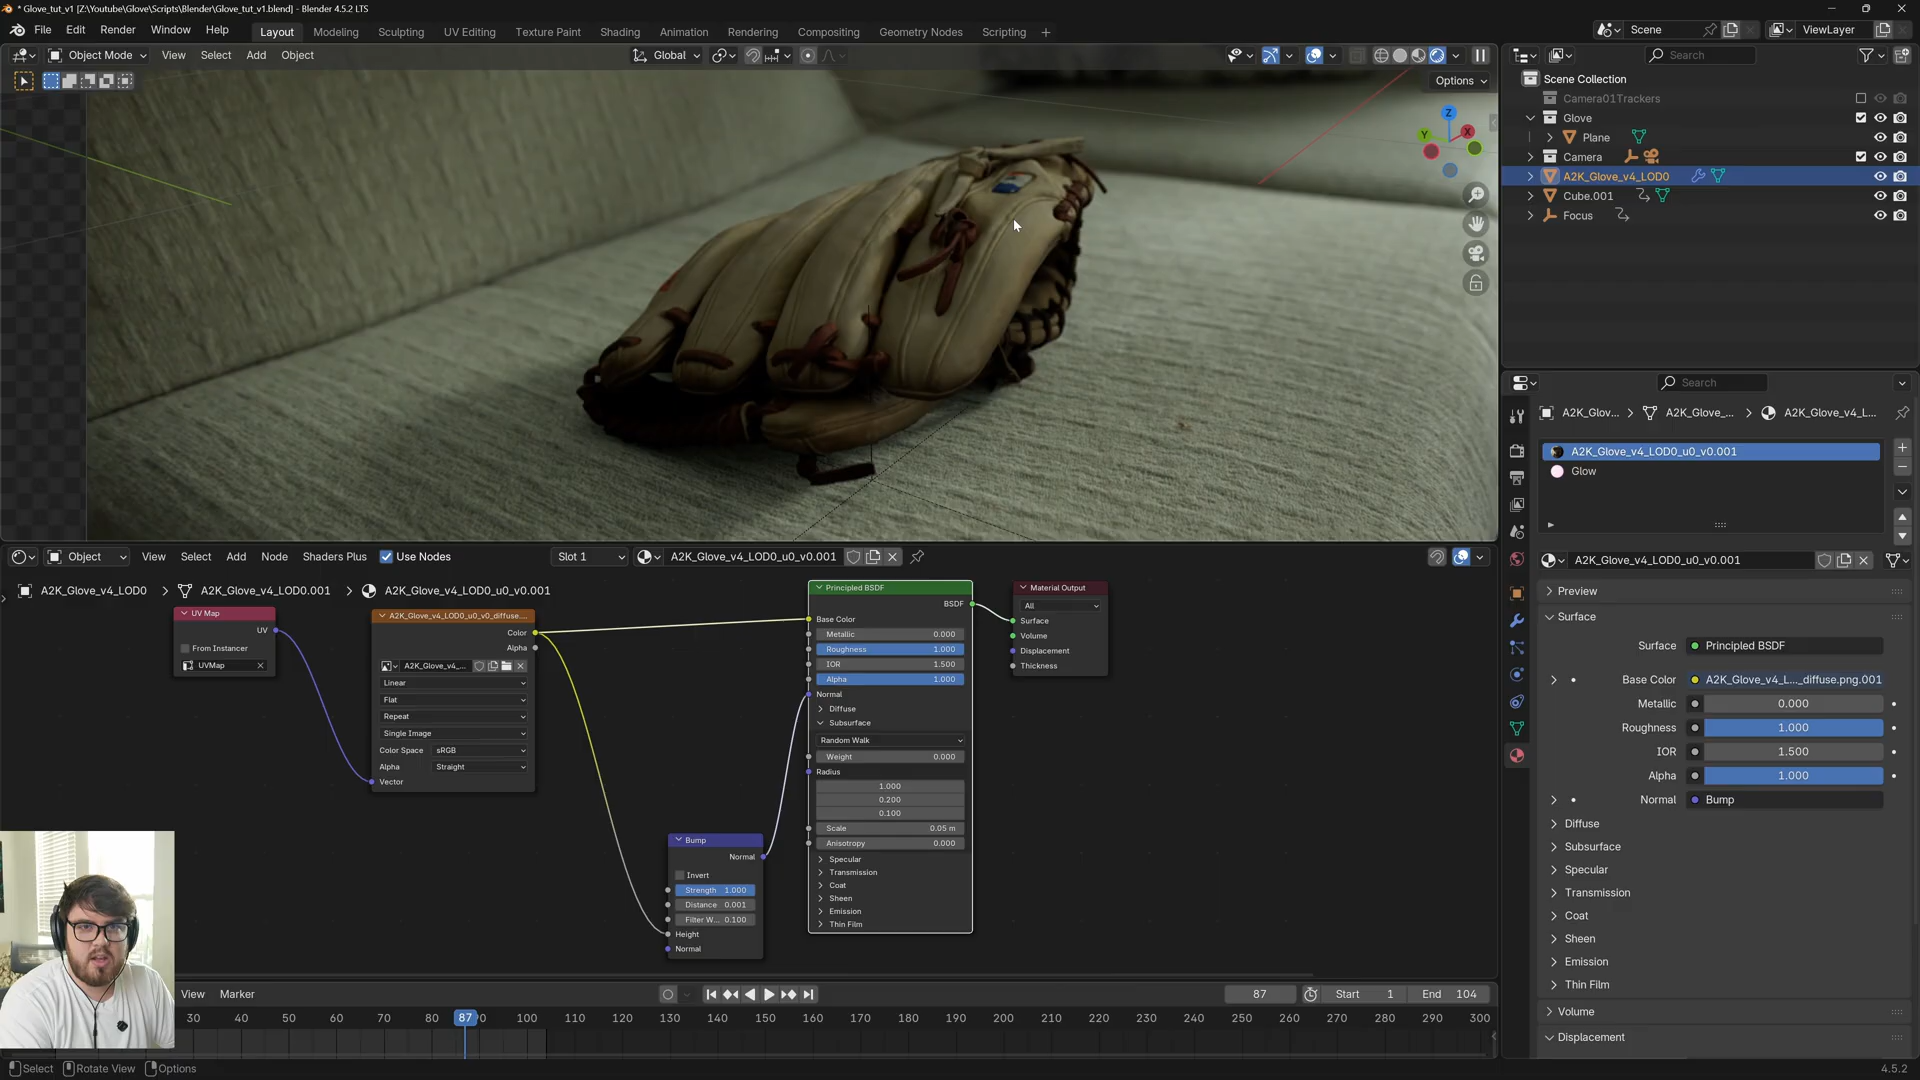 * Glove_tut_v1 [Z:\Youtube\Glove\Scripts\Blender\Glove_tut_v1.blend] - Blender 4.5.2 LTS
File Edit Render Window Help Layout Modeling Sculpting UV Editing Texture Paint Shading Animation Rendering Compositing Geometry Nodes Scripting + Scene ViewLayer
Object Mode View Select Add Object Global Search
Options
Z
Y
X
Scene Collection
Camera01Trackers
Glove
Plane
Camera
A2K_Glove_v4_LOD0
Cube.001
Focus
Search
A2K_Glov... A2K_Glove_... A2K_Glove_v4_L...
A2K_Glove_v4_LOD0_u0_v0.001
Glow
A2K_Glove_v4_LOD0_u0_v0.001
Preview
Surface
Surface Principled BSDF
Base Color A2K_Glove_v4_L..._diffuse.png.001
Metallic 0.000
Roughness 1.000
IOR 1.500
Alpha 1.000
Normal Bump
Diffuse
Subsurface
Specular
Transmission
Coat
Sheen
Emission
Thin Film
Volume
Displacement
Object View Select Add Node Shaders Plus Use Nodes Slot 1 A2K_Glove_v4_LOD0_u0_v0.001
A2K_Glove_v4_LOD0 A2K_Glove_v4_LOD0.001 A2K_Glove_v4_LOD0_u0_v0.001
UV Map
UV
From Instancer
UVMap
A2K_Glove_v4_LOD0_u0_v0_diffuse....
Color
Alpha
A2K_Glove_v4_...
Linear
Flat
Repeat
Single Image
Color Space sRGB
Alpha Straight
Vector
Bump
Normal
Invert
Strength 1.000
Distance 0.001
Filter W... 0.100
Height
Normal
Principled BSDF
BSDF
Base Color
Metallic 0.000
Roughness 1.000
IOR 1.500
Alpha 1.000
Normal
Diffuse
Subsurface
Random Walk
Weight 0.000
Radius
1.000
0.200
0.100
Scale 0.05 m
Anisotropy 0.000
Specular
Transmission
Coat
Sheen
Emission
Thin Film
Material Output
All
Surface
Volume
Displacement
Thickness
View Marker 87 Start 1 End 104
30 40 50 60 70 80 87 90 100 110 120 130 140 150 160 170 180 190 200 210 220 230 240 250 260 270 280 290 300
Select Rotate View Options 4.5.2